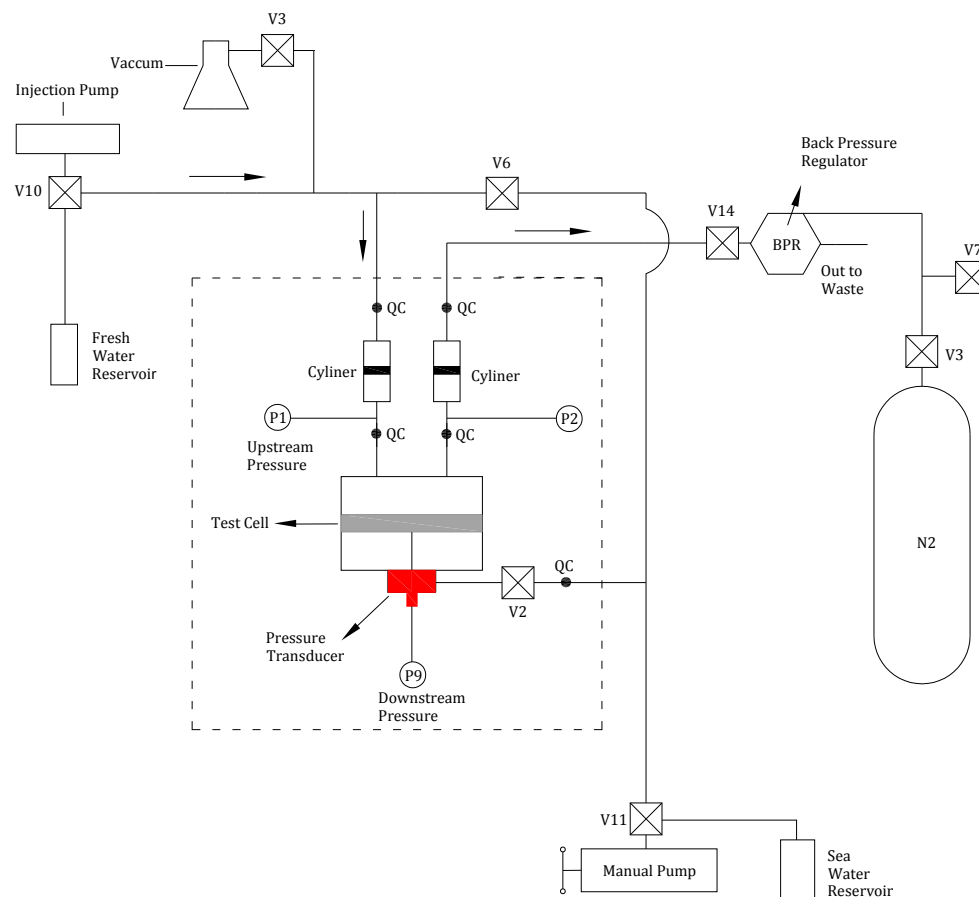 V3
Vaccum
Injection Pump
V10
V6
Back Pressure
Regulator
V14
BPR
V7
Out to
Waste
QC
QC
Fresh
Water
Reservoir
V3
Cyliner
Cyliner
P1
P2
QC
QC
Upstream
Pressure
Test Cell
N2
QC
V2
Pressure
Transducer
P9
Downstream
Pressure
V11
Manual Pump
Sea
Water
Reservoir